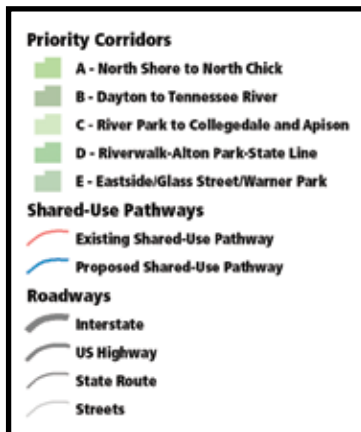 Priority Corridors
A - North Shore to North Chick
B - Dayton to Tennessee River
C - River Park to Collegedale and Apison
D - Riverwalk-Alton Park-State Line
E - Eastside/Glass Street/Warner Park
Shared-Use Pathways
Existing Shared-Use Pathway
Proposed Shared-Use Pathway
Roadways
Interstate
US Highway
State Route
Streets